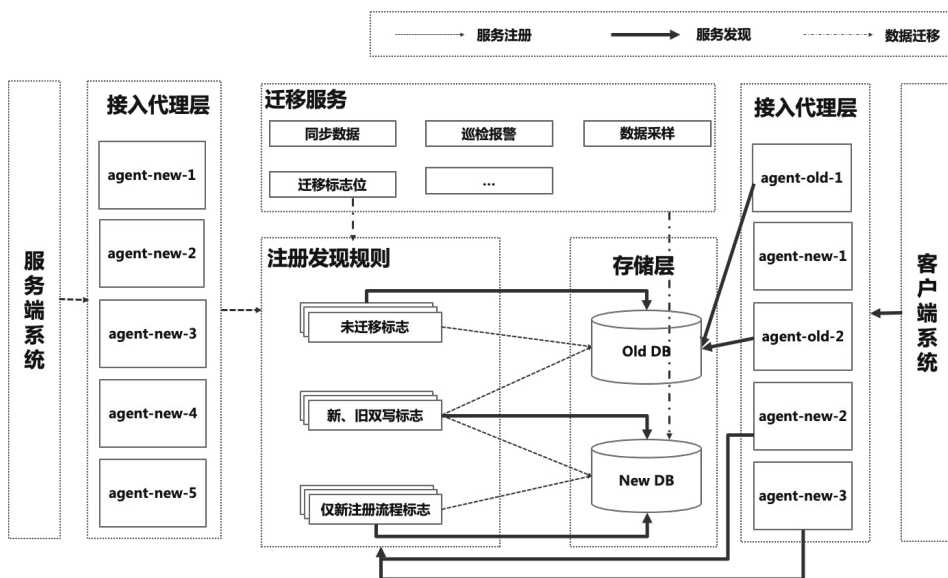 服务注册
服务发现
数据迁移
服务端系统
接入代理层
agent-new-1
agent-new-2
agent-new-3
agent-new-4
agent-new-5
迁移服务
同步数据
巡检报警
数据采样
迁移标志位
...
注册发现规则
未迁移标志
新、旧双写标志
仅新注册流程标志
存储层
Old DB
New DB
接入代理层
agent-old-1
agent-new-1
agent-old-2
agent-new-2
agent-new-3
客户端系统